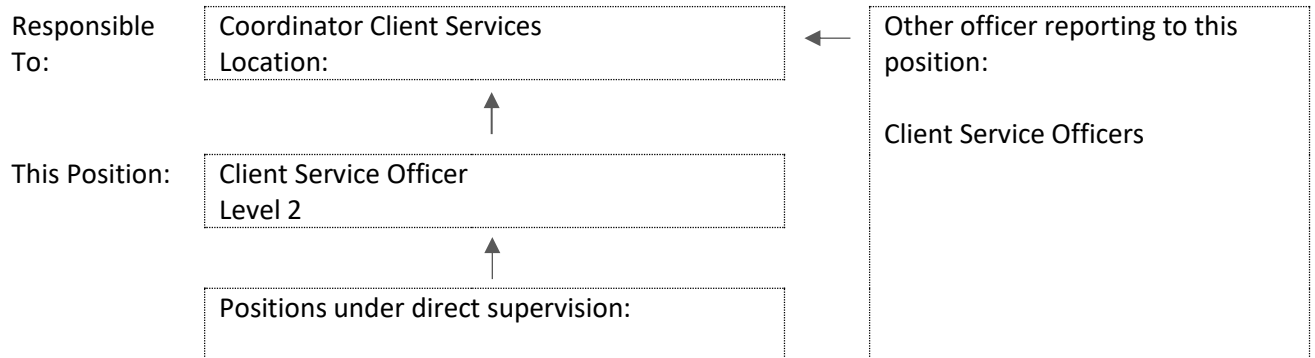 Responsible
To:
Coordinator Client Services
Location:
Other officer reporting to this
position:
Client Service Officers
This Position:
Client Service Officer
Level 2
Positions under direct supervision: